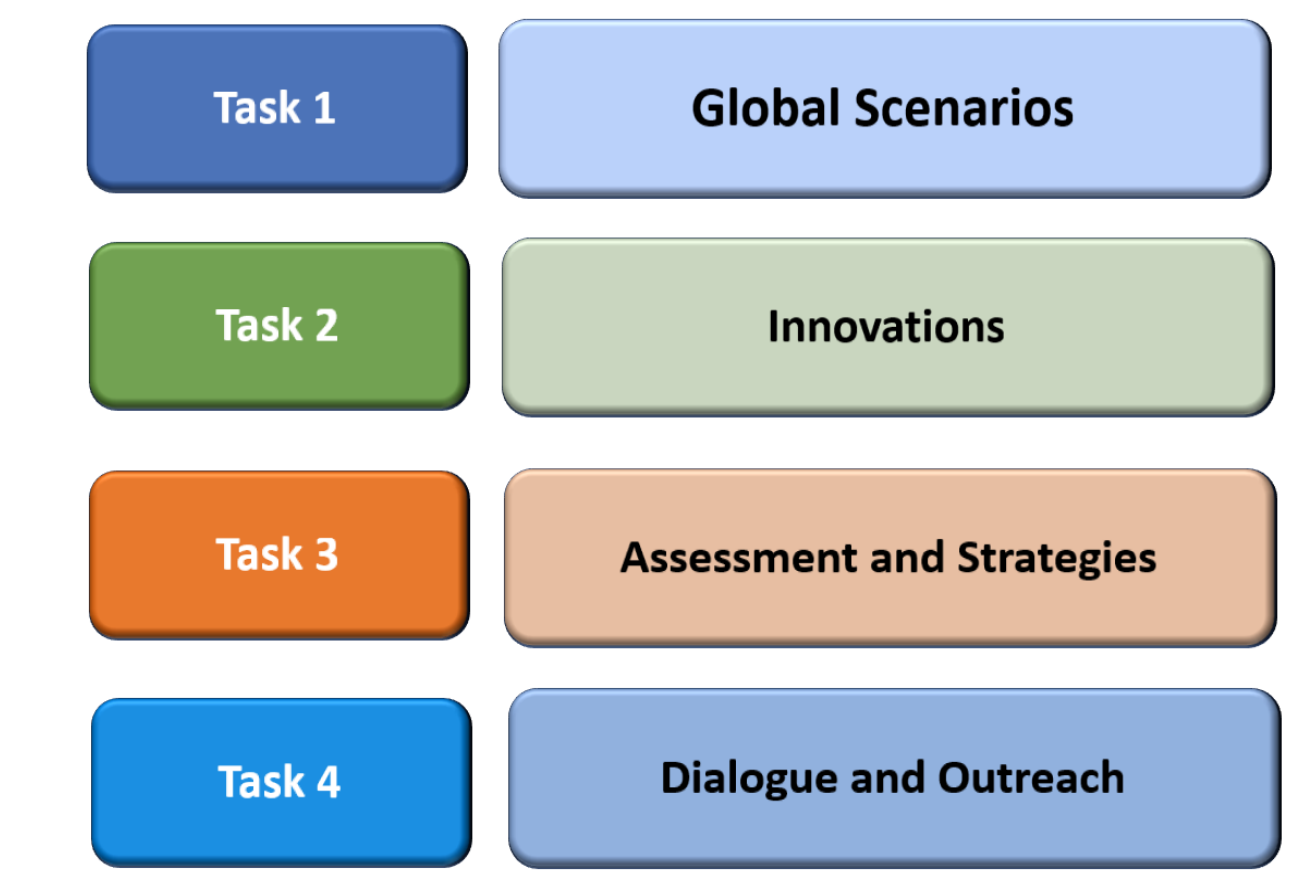 Task 1
Global Scenarios
Task 2
Innovations
Task 3
Assessment and Strategies
Task 4
Dialogue and Outreach